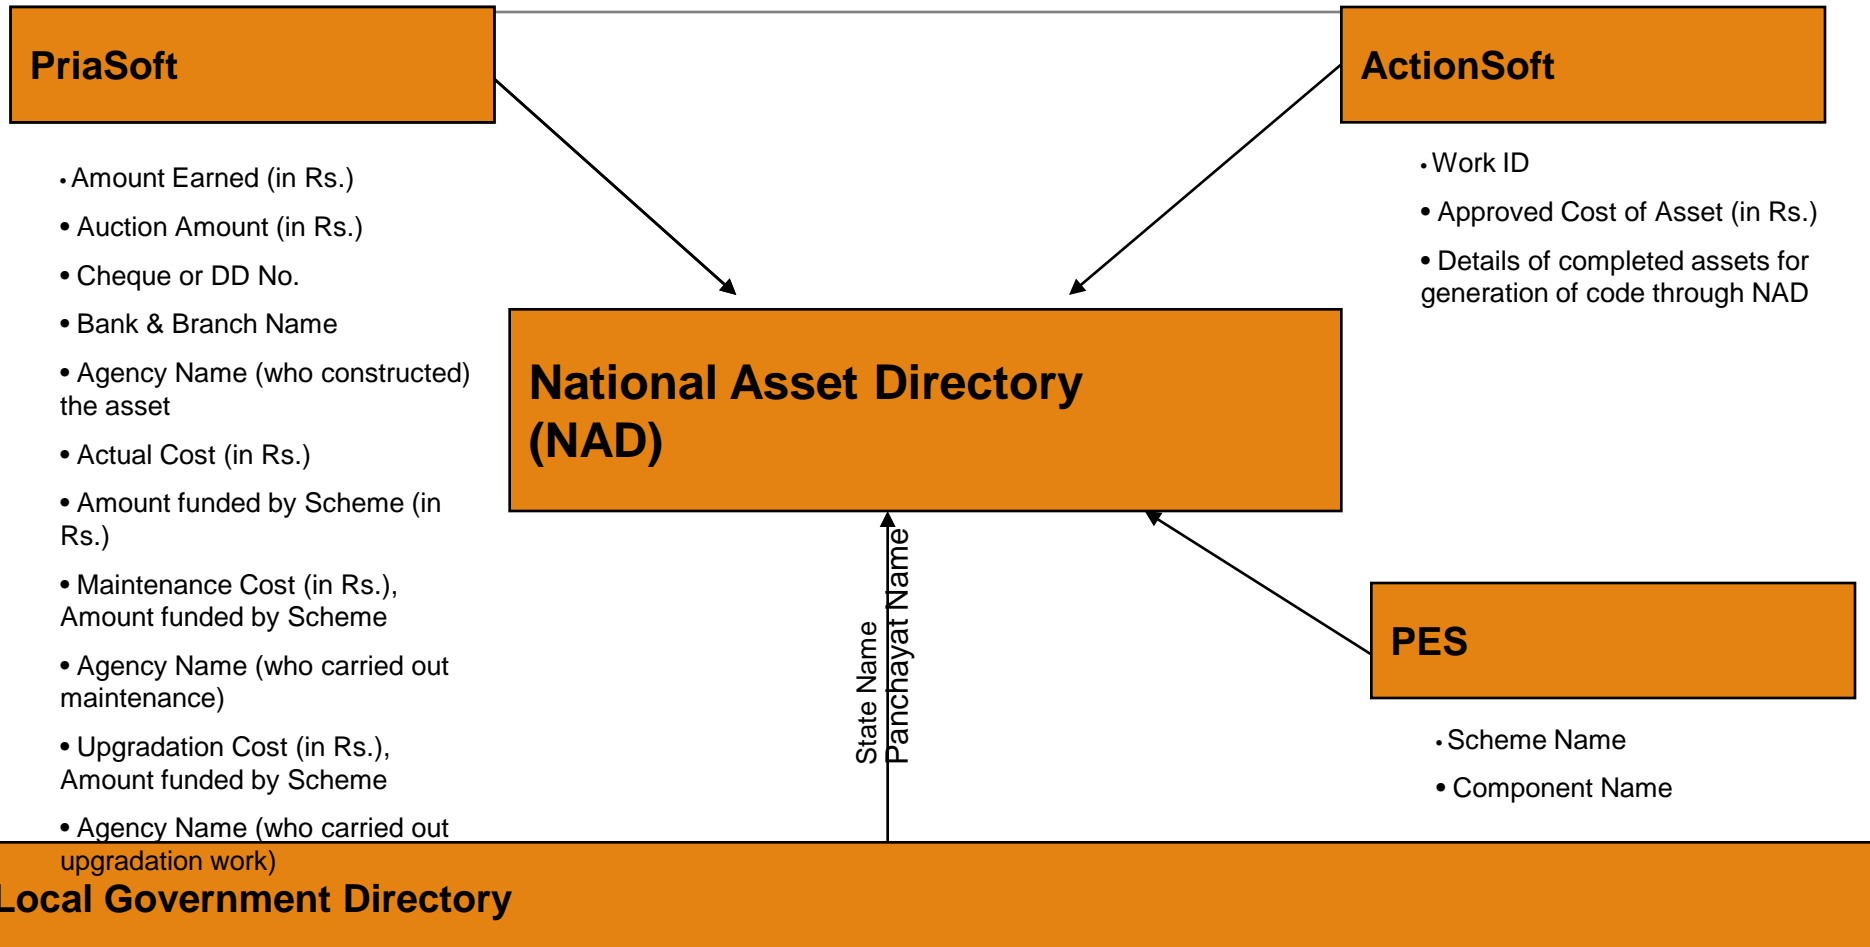 PriaSoft
• Amount Earned (in Rs.)
• Auction Amount (in Rs.)
• Cheque or DD No.
• Bank & Branch Name
• Agency Name (who constructed)
the asset
• Actual Cost (in Rs.)
• Amount funded by Scheme (in
Rs.)
• Maintenance Cost (in Rs.),
Amount funded by Scheme
• Agency Name (who carried out
maintenance)
• Upgradation Cost (in Rs.),
Amount funded by Scheme
• Agency Name (who carried out
upgradation work)
ActionSoft
• Work ID
• Approved Cost of Asset (in Rs.)
• Details of completed assets for
generation of code through NAD
National Asset Directory
(NAD)
State Name
Panchayat Name
PES
• Scheme Name
• Component Name
Local Government Directory